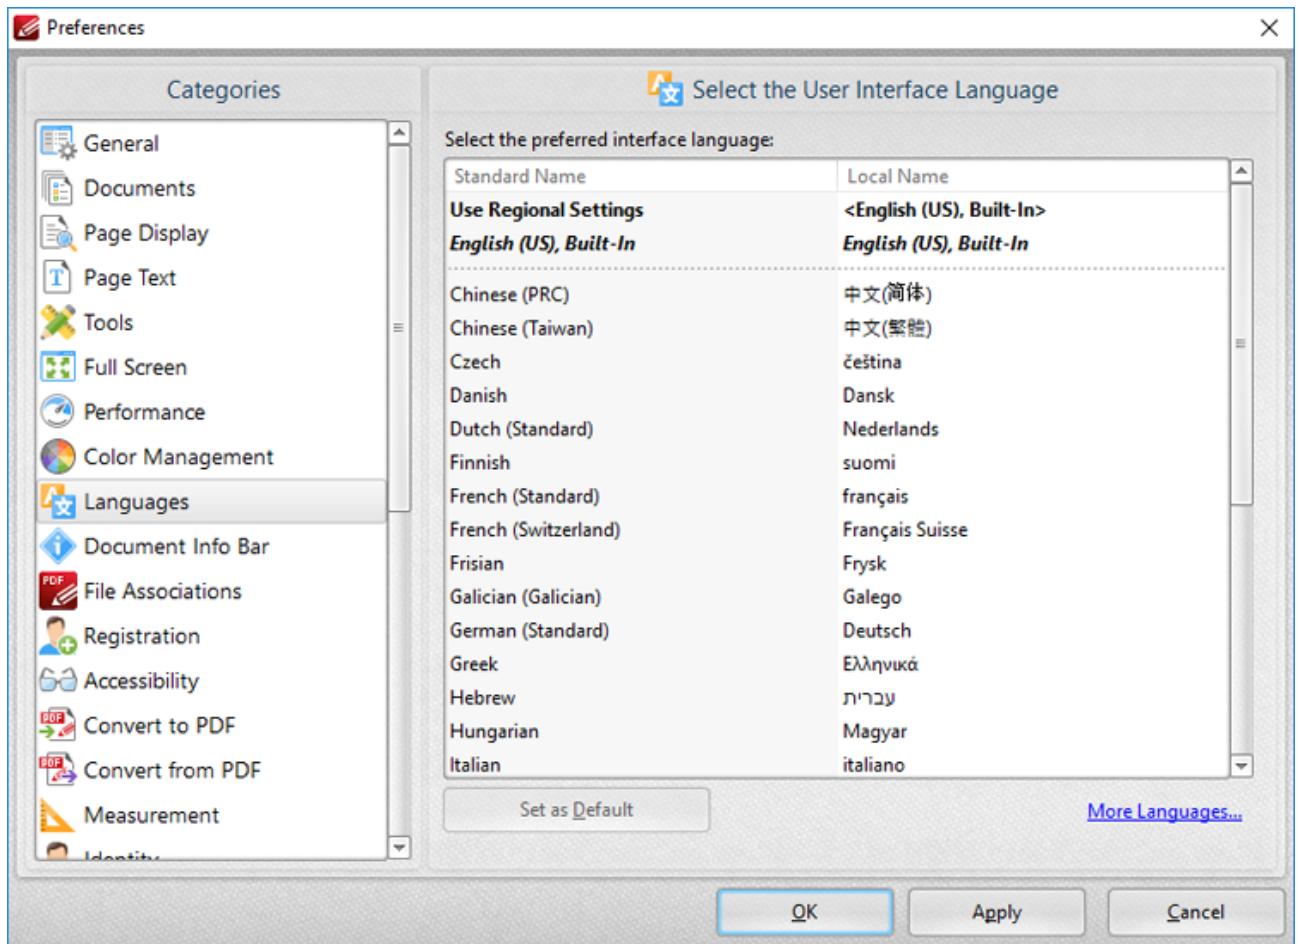 Preferences
Categories
General
Documents
Page Display
Page Text
Tools
Full Screen
Performance
Color Management
Languages
Document Info Bar
File Associations
Registration
Accessibility
Convert to PDF
Convert from PDF
Measurement
Identity
Select the User Interface Language
Select the preferred interface language:
Standard Name Local Name
Use Regional Settings <English (US), Built-In>
English (US), Built-In English (US), Built-In
Chinese (PRC) 中文(简体)
Chinese (Taiwan) 中文(繁體)
Czech čeština
Danish Dansk
Dutch (Standard) Nederlands
Finnish suomi
French (Standard) français
French (Switzerland) Français Suisse
Frisian Frysk
Galician (Galician) Galego
German (Standard) Deutsch
Greek Ελληνικά
Hebrew עברית
Hungarian Magyar
Italian italiano
Set as Default More Languages...
OK Apply Cancel